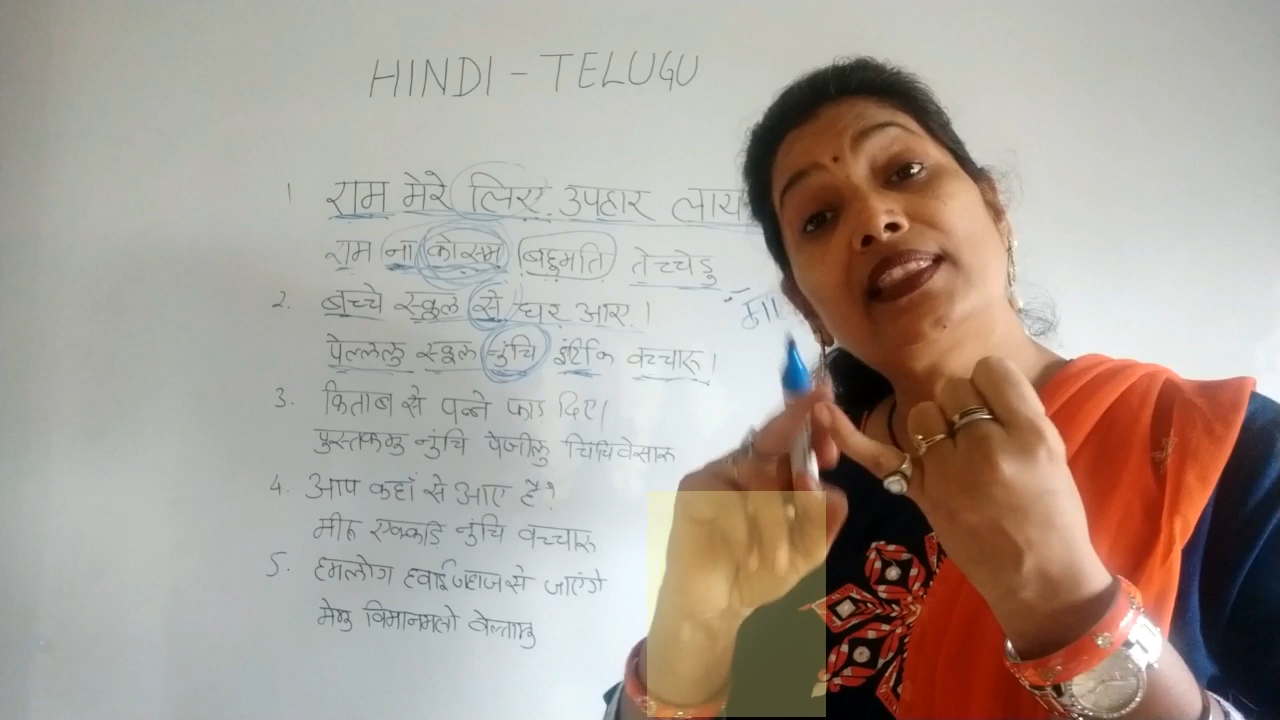 HINDI - TELUGU
1 राम मेरे लिए उपहार लाय
राम ना कोसम बहुमति तेच्चेडु
2. बच्चे स्कूल से घर आए।
पिल्ललु स्कूल नुंचि इंटिकि वच्चारू।
3. किताब से पन्ने फाड़ दिए।
पुस्तकमु नुंचि पेजीलु चिंचिवेसारू
4. आप कहाँ से आए है?
मीरू एक्कडि नुंचि वच्चारू
5. हमलोग हवाईजहाज से जाएंगे
मेमु विमानमलो वेल्तामु